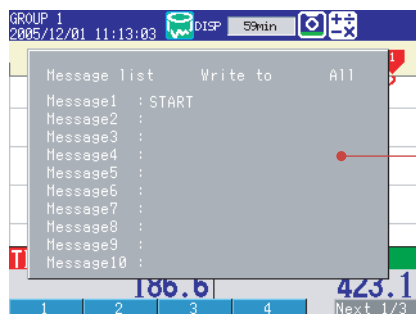 GROUP 1
2005/12/01 11:13:03 DISP 59min
1
Message list Write to All
Message1 : START
Message2 :
Message3 :
Message4 :
Message5 :
Message6 :
Message7 :
Message8 :
Message9 :
Message10 :
T
186.6 423.1
1 2 3 4 Next 1/3